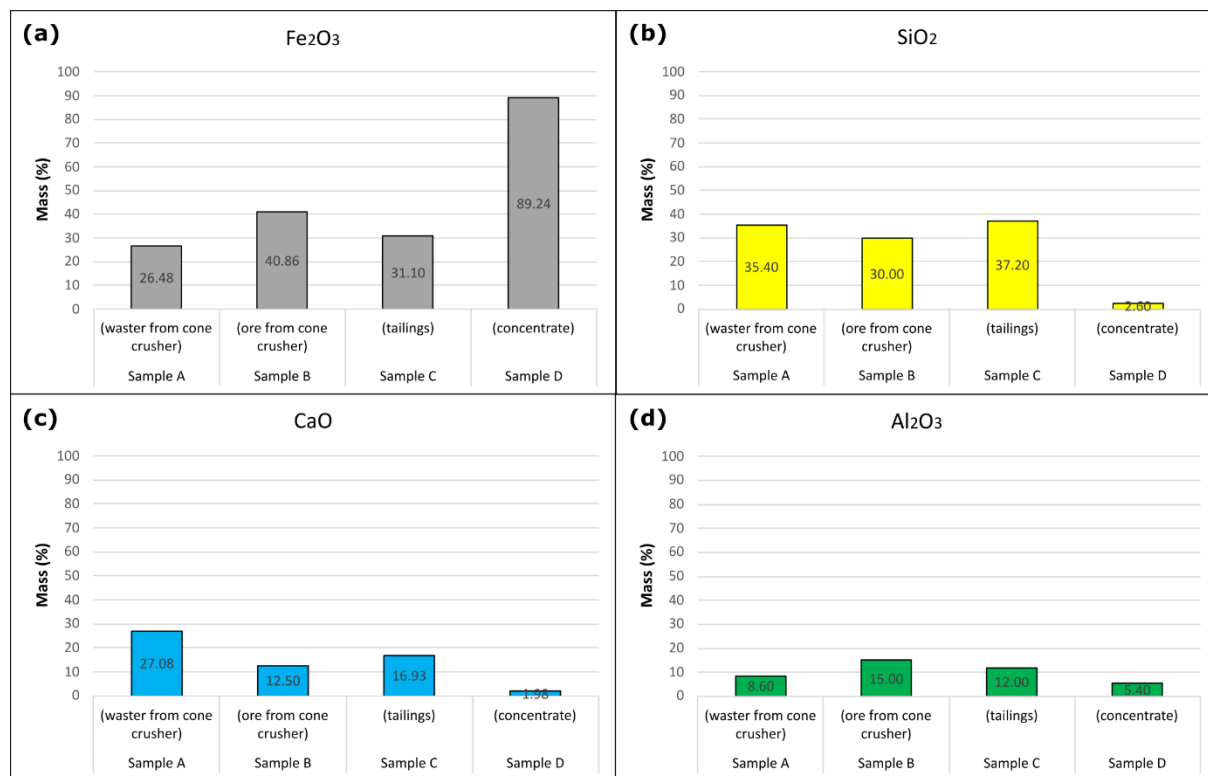 (a)
Fe2O3
Mass (%)
100
90
80
70
60
50
40
30
20
10
0
26.48
40.86
31.10
89.24
(waster from cone crusher)
(ore from cone crusher)
(tailings)
(concentrate)
Sample A
Sample B
Sample C
Sample D
(b)
SiO2
Mass (%)
100
90
80
70
60
50
40
30
20
10
0
35.40
30.00
37.20
2.60
(waster from cone crusher)
(ore from cone crusher)
(tailings)
(concentrate)
Sample A
Sample B
Sample C
Sample D
(c)
CaO
Mass (%)
100
90
80
70
60
50
40
30
20
10
0
27.08
12.50
16.93
1.98
(waster from cone crusher)
(ore from cone crusher)
(tailings)
(concentrate)
Sample A
Sample B
Sample C
Sample D
(d)
Al2O3
Mass (%)
100
90
80
70
60
50
40
30
20
10
0
8.60
15.00
12.00
5.40
(waster from cone crusher)
(ore from cone crusher)
(tailings)
(concentrate)
Sample A
Sample B
Sample C
Sample D